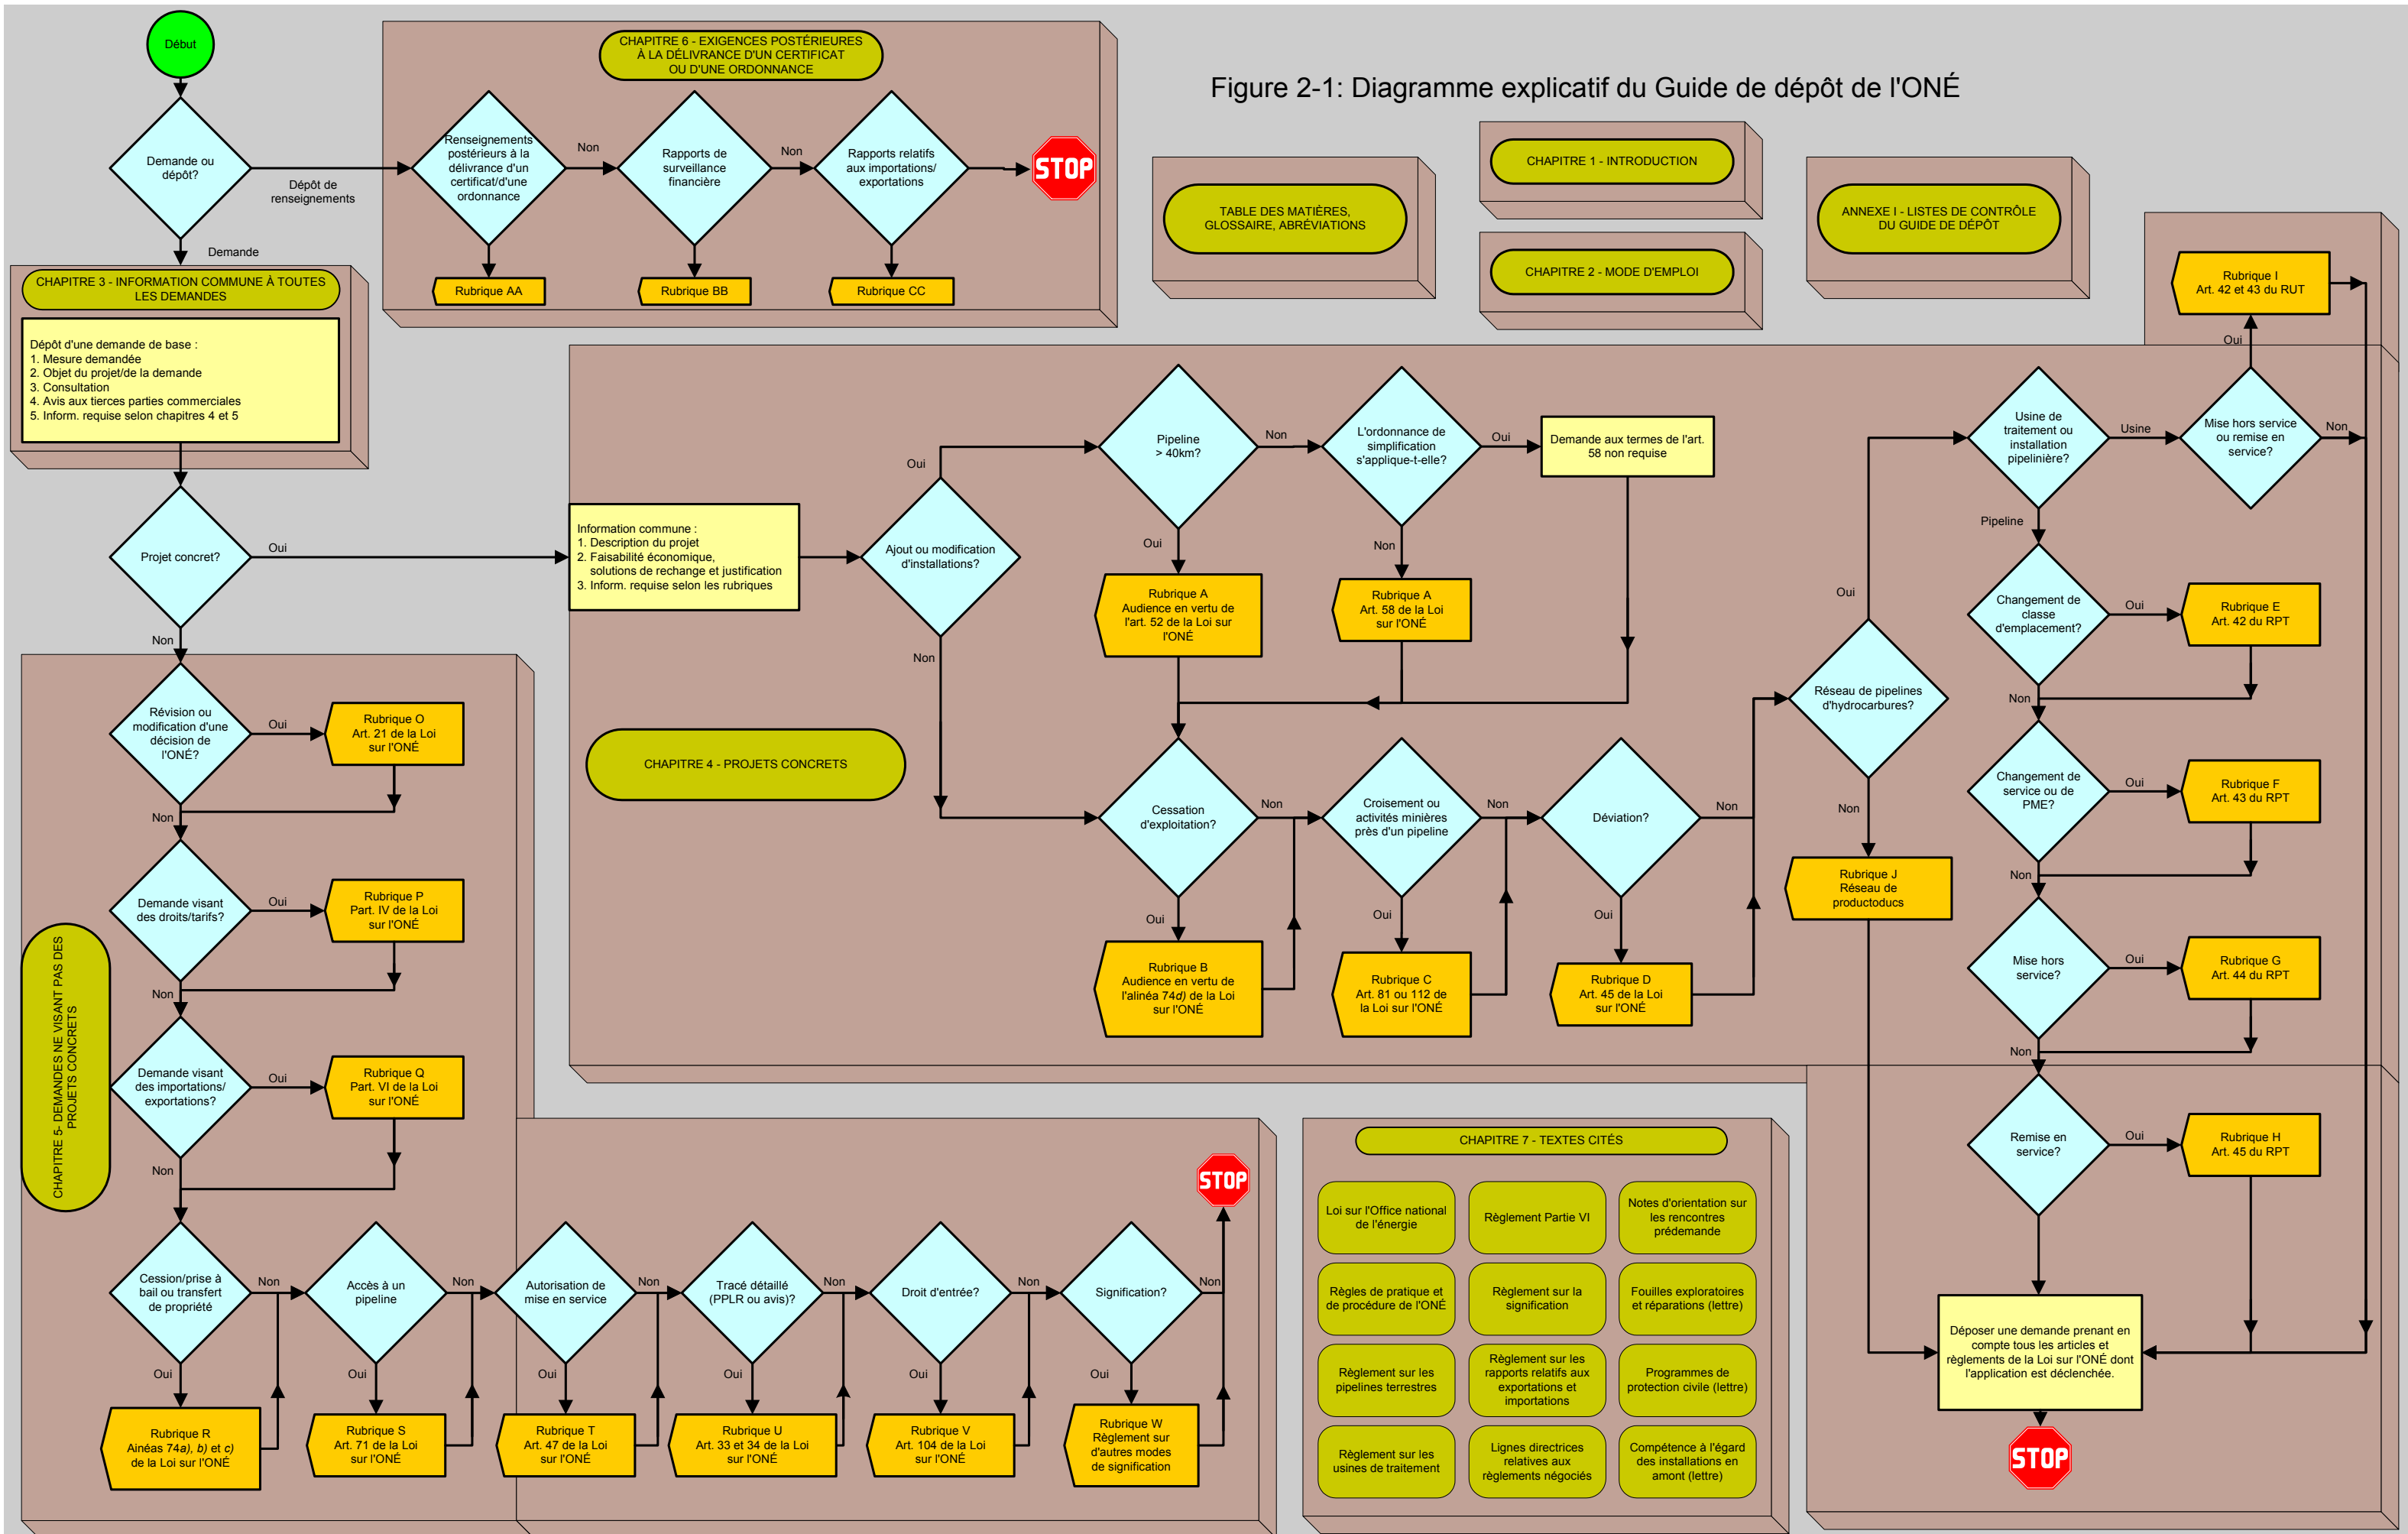 Figure 2-1: Diagramme explicatif du Guide de dépôt de l'ONÉ
Début
Demande ou
dépôt?
Dépôt de
renseignements
Demande
CHAPITRE 6 - EXIGENCES POSTÉRIEURES
À LA DÉLIVRANCE D'UN CERTIFICAT
OU D'UNE ORDONNANCE
Renseignements
postérieurs à la
délivrance d'un
certificat/d'une
ordonnance
Non
Rapports de
surveillance
financière
Non
Rapports relatifs
aux importations/
exportations
STOP
Rubrique AA
Rubrique BB
Rubrique CC
TABLE DES MATIÈRES,
GLOSSAIRE, ABRÉVIATIONS
CHAPITRE 1 - INTRODUCTION
CHAPITRE 2 - MODE D'EMPLOI
ANNEXE I - LISTES DE CONTRÔLE
DU GUIDE DE DÉPÔT
CHAPITRE 3 - INFORMATION COMMUNE À TOUTES
LES DEMANDES
Dépôt d'une demande de base :
1. Mesure demandée
2. Objet du projet/de la demande
3. Consultation
4. Avis aux tierces parties commerciales
5. Inform. requise selon chapitres 4 et 5
Projet concret?
Oui
Non
Information commune :
1. Description du projet
2. Faisabilité économique,
solutions de rechange et justification
3. Inform. requise selon les rubriques
Ajout ou modification
d'installations?
Oui
Non
Pipeline
> 40km?
Non
Oui
L'ordonnance de
simplification
s'applique-t-elle?
Oui
Non
Demande aux termes de l'art.
58 non requise
Rubrique A
Audience en vertu de
l'art. 52 de la Loi sur
l'ONÉ
Rubrique A
Art. 58 de la Loi
sur l'ONÉ
CHAPITRE 4 - PROJETS CONCRETS
Cessation
d'exploitation?
Non
Oui
Croisement ou
activités minières
près d'un pipeline
Non
Oui
Déviation?
Non
Oui
Rubrique B
Audience en vertu de
l'alinéa 74d) de la Loi
sur l'ONÉ
Rubrique C
Art. 81 ou 112 de
la Loi sur l'ONÉ
Rubrique D
Art. 45 de la Loi
sur l'ONÉ
Réseau de pipelines
d'hydrocarbures?
Oui
Non
Rubrique J
Réseau de
productoducs
Usine de
traitement ou
installation
pipelinière?
Usine
Pipeline
Mise hors service
ou remise en
service?
Oui
Non
Rubrique I
Art. 42 et 43 du RUT
Changement de
classe
d'emplacement?
Oui
Rubrique E
Art. 42 du RPT
Non
Changement de
service ou de
PME?
Oui
Rubrique F
Art. 43 du RPT
Non
Mise hors
service?
Oui
Rubrique G
Art. 44 du RPT
Non
Remise en
service?
Oui
Rubrique H
Art. 45 du RPT
Déposer une demande prenant en
compte tous les articles et
règlements de la Loi sur l'ONÉ dont
l'application est déclenchée.
STOP
CHAPITRE 5- DEMANDES NE VISANT PAS DES
PROJETS CONCRETS
Révision ou
modification d'une
décision de
l'ONÉ?
Oui
Rubrique O
Art. 21 de la Loi
sur l'ONÉ
Non
Demande visant
des droits/tarifs?
Oui
Rubrique P
Part. IV de la Loi
sur l'ONÉ
Non
Demande visant
des importations/
exportations?
Oui
Rubrique Q
Part. VI de la Loi
sur l'ONÉ
Non
Cession/prise à
bail ou transfert
de propriété
Non
Oui
Accès à un
pipeline
Non
Oui
Autorisation de
mise en service
Non
Oui
Tracé détaillé
(PPLR ou avis)?
Non
Oui
Droit d'entrée?
Non
Oui
Signification?
Non
Oui
STOP
Rubrique R
Ainéas 74a), b) et c)
de la Loi sur l'ONÉ
Rubrique S
Art. 71 de la Loi
sur l'ONÉ
Rubrique T
Art. 47 de la Loi
sur l'ONÉ
Rubrique U
Art. 33 et 34 de la Loi
sur l'ONÉ
Rubrique V
Art. 104 de la Loi
sur l'ONÉ
Rubrique W
Règlement sur
d'autres modes
de signification
CHAPITRE 7 - TEXTES CITÉS
Loi sur l'Office national
de l'énergie
Règlement Partie VI
Notes d'orientation sur
les rencontres
prédemande
Règles de pratique et
de procédure de l'ONÉ
Règlement sur la
signification
Fouilles exploratoires
et réparations (lettre)
Règlement sur les
pipelines terrestres
Règlement sur les
rapports relatifs aux
exportations et
importations
Programmes de
protection civile (lettre)
Règlement sur les
usines de traitement
Lignes directrices
relatives aux
règlements négociés
Compétence à l'égard
des installations en
amont (lettre)